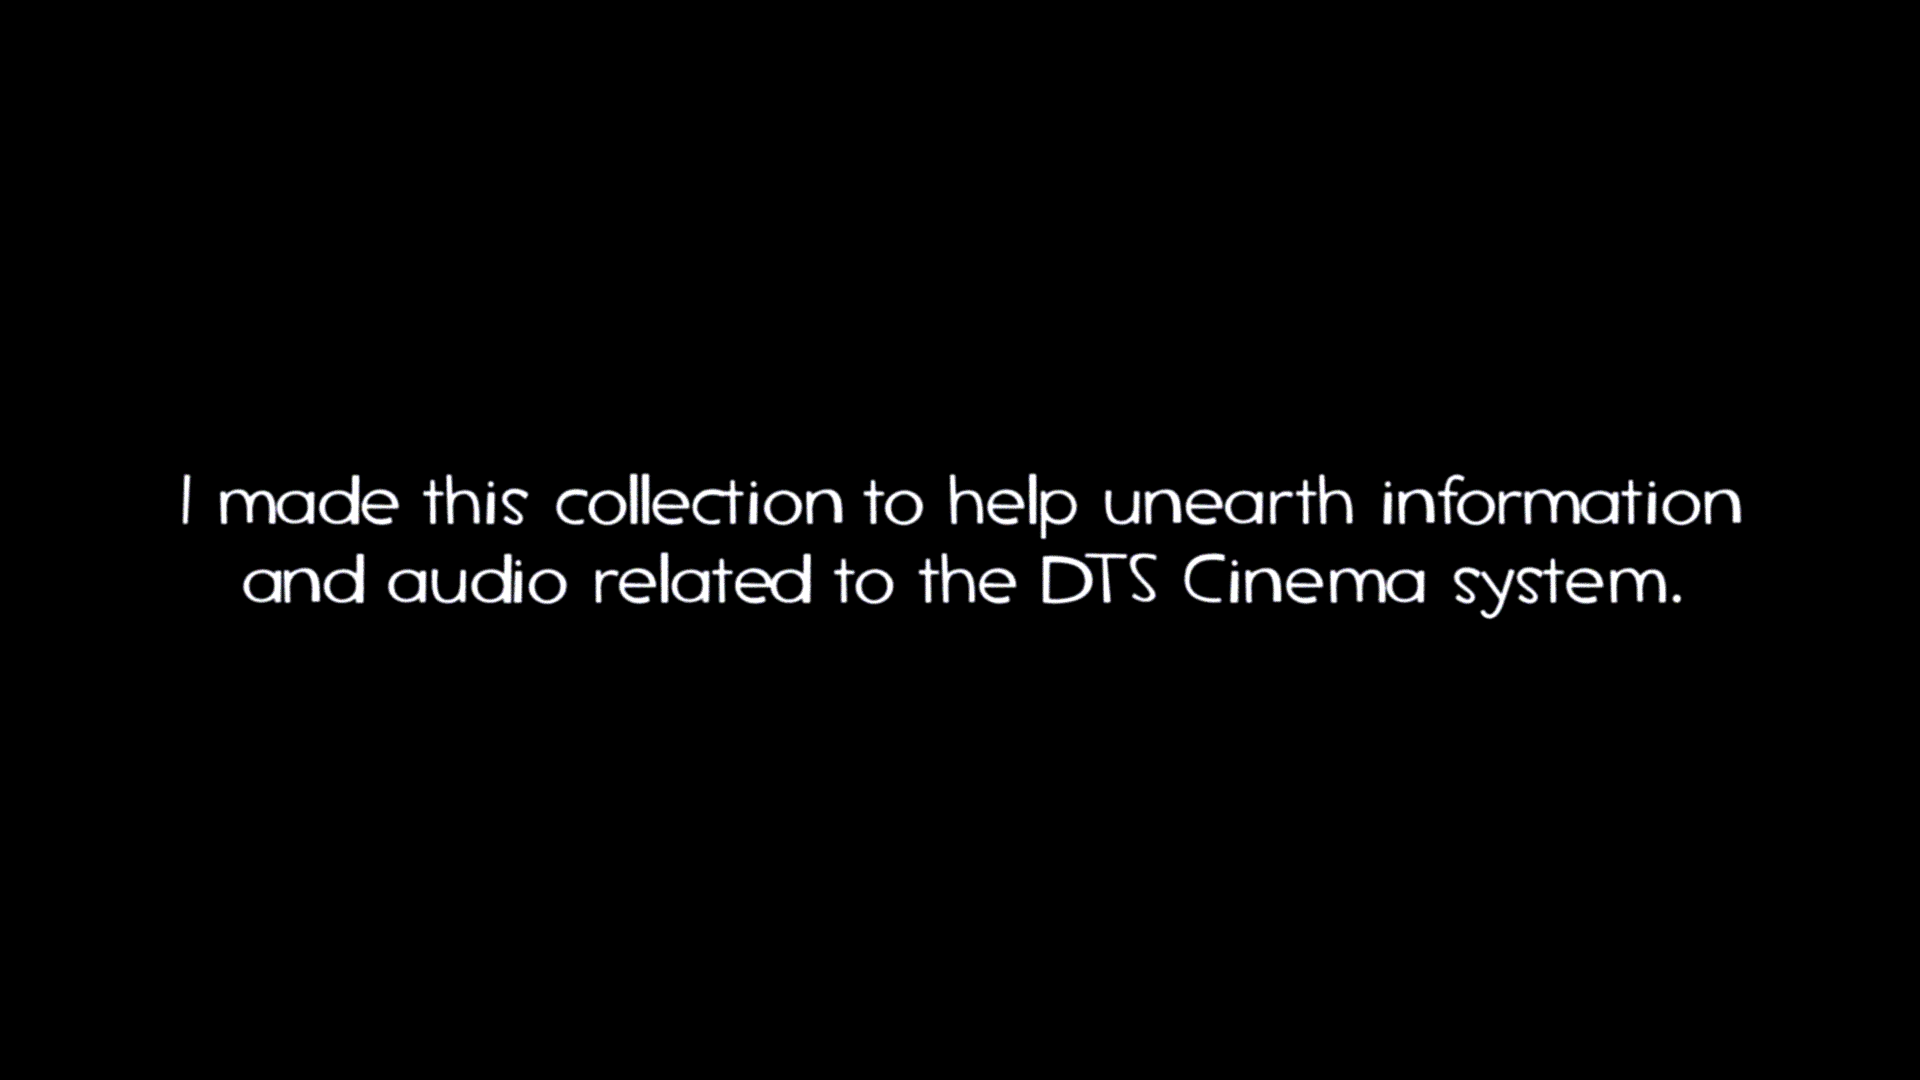 I made this collection to help unearth information
and audio related to the DTS Cinema system.